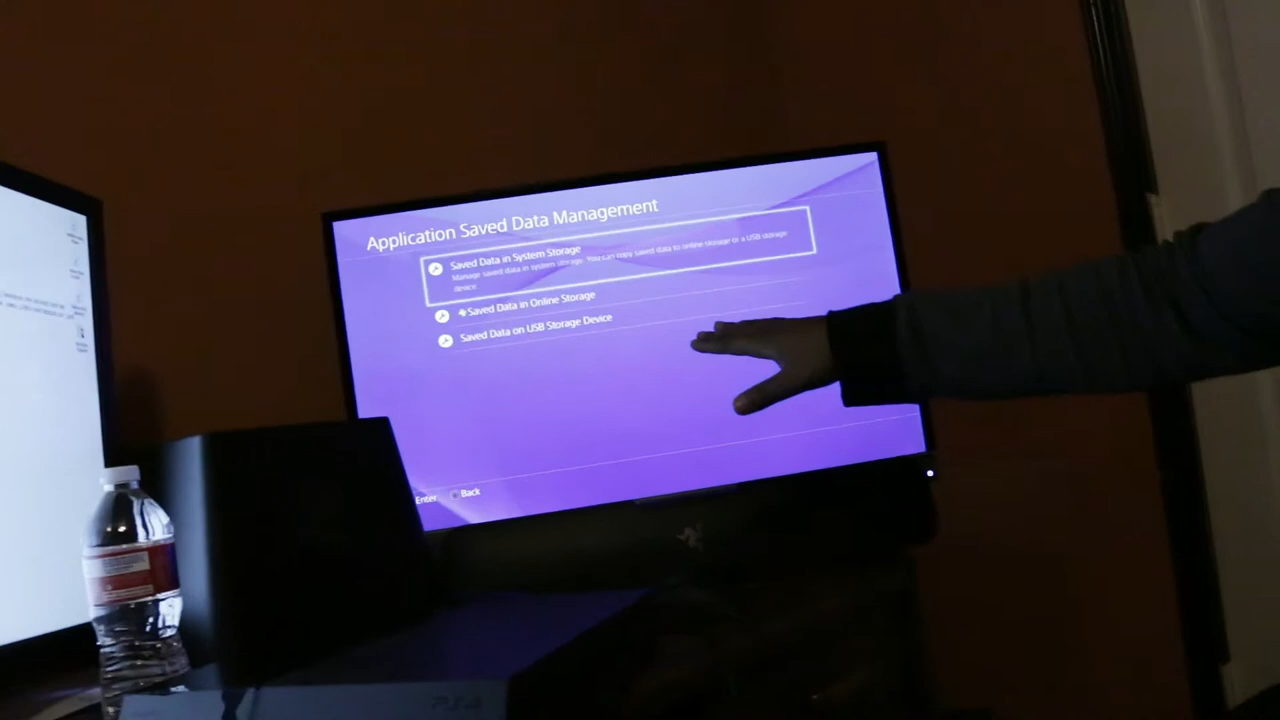 Application Saved Data Management
Saved Data in System Storage
Manage saved data in system storage. You can copy saved data to online storage or a USB storage
device.
Saved Data in Online Storage
Saved Data on USB Storage Device
Enter
Back
PS4